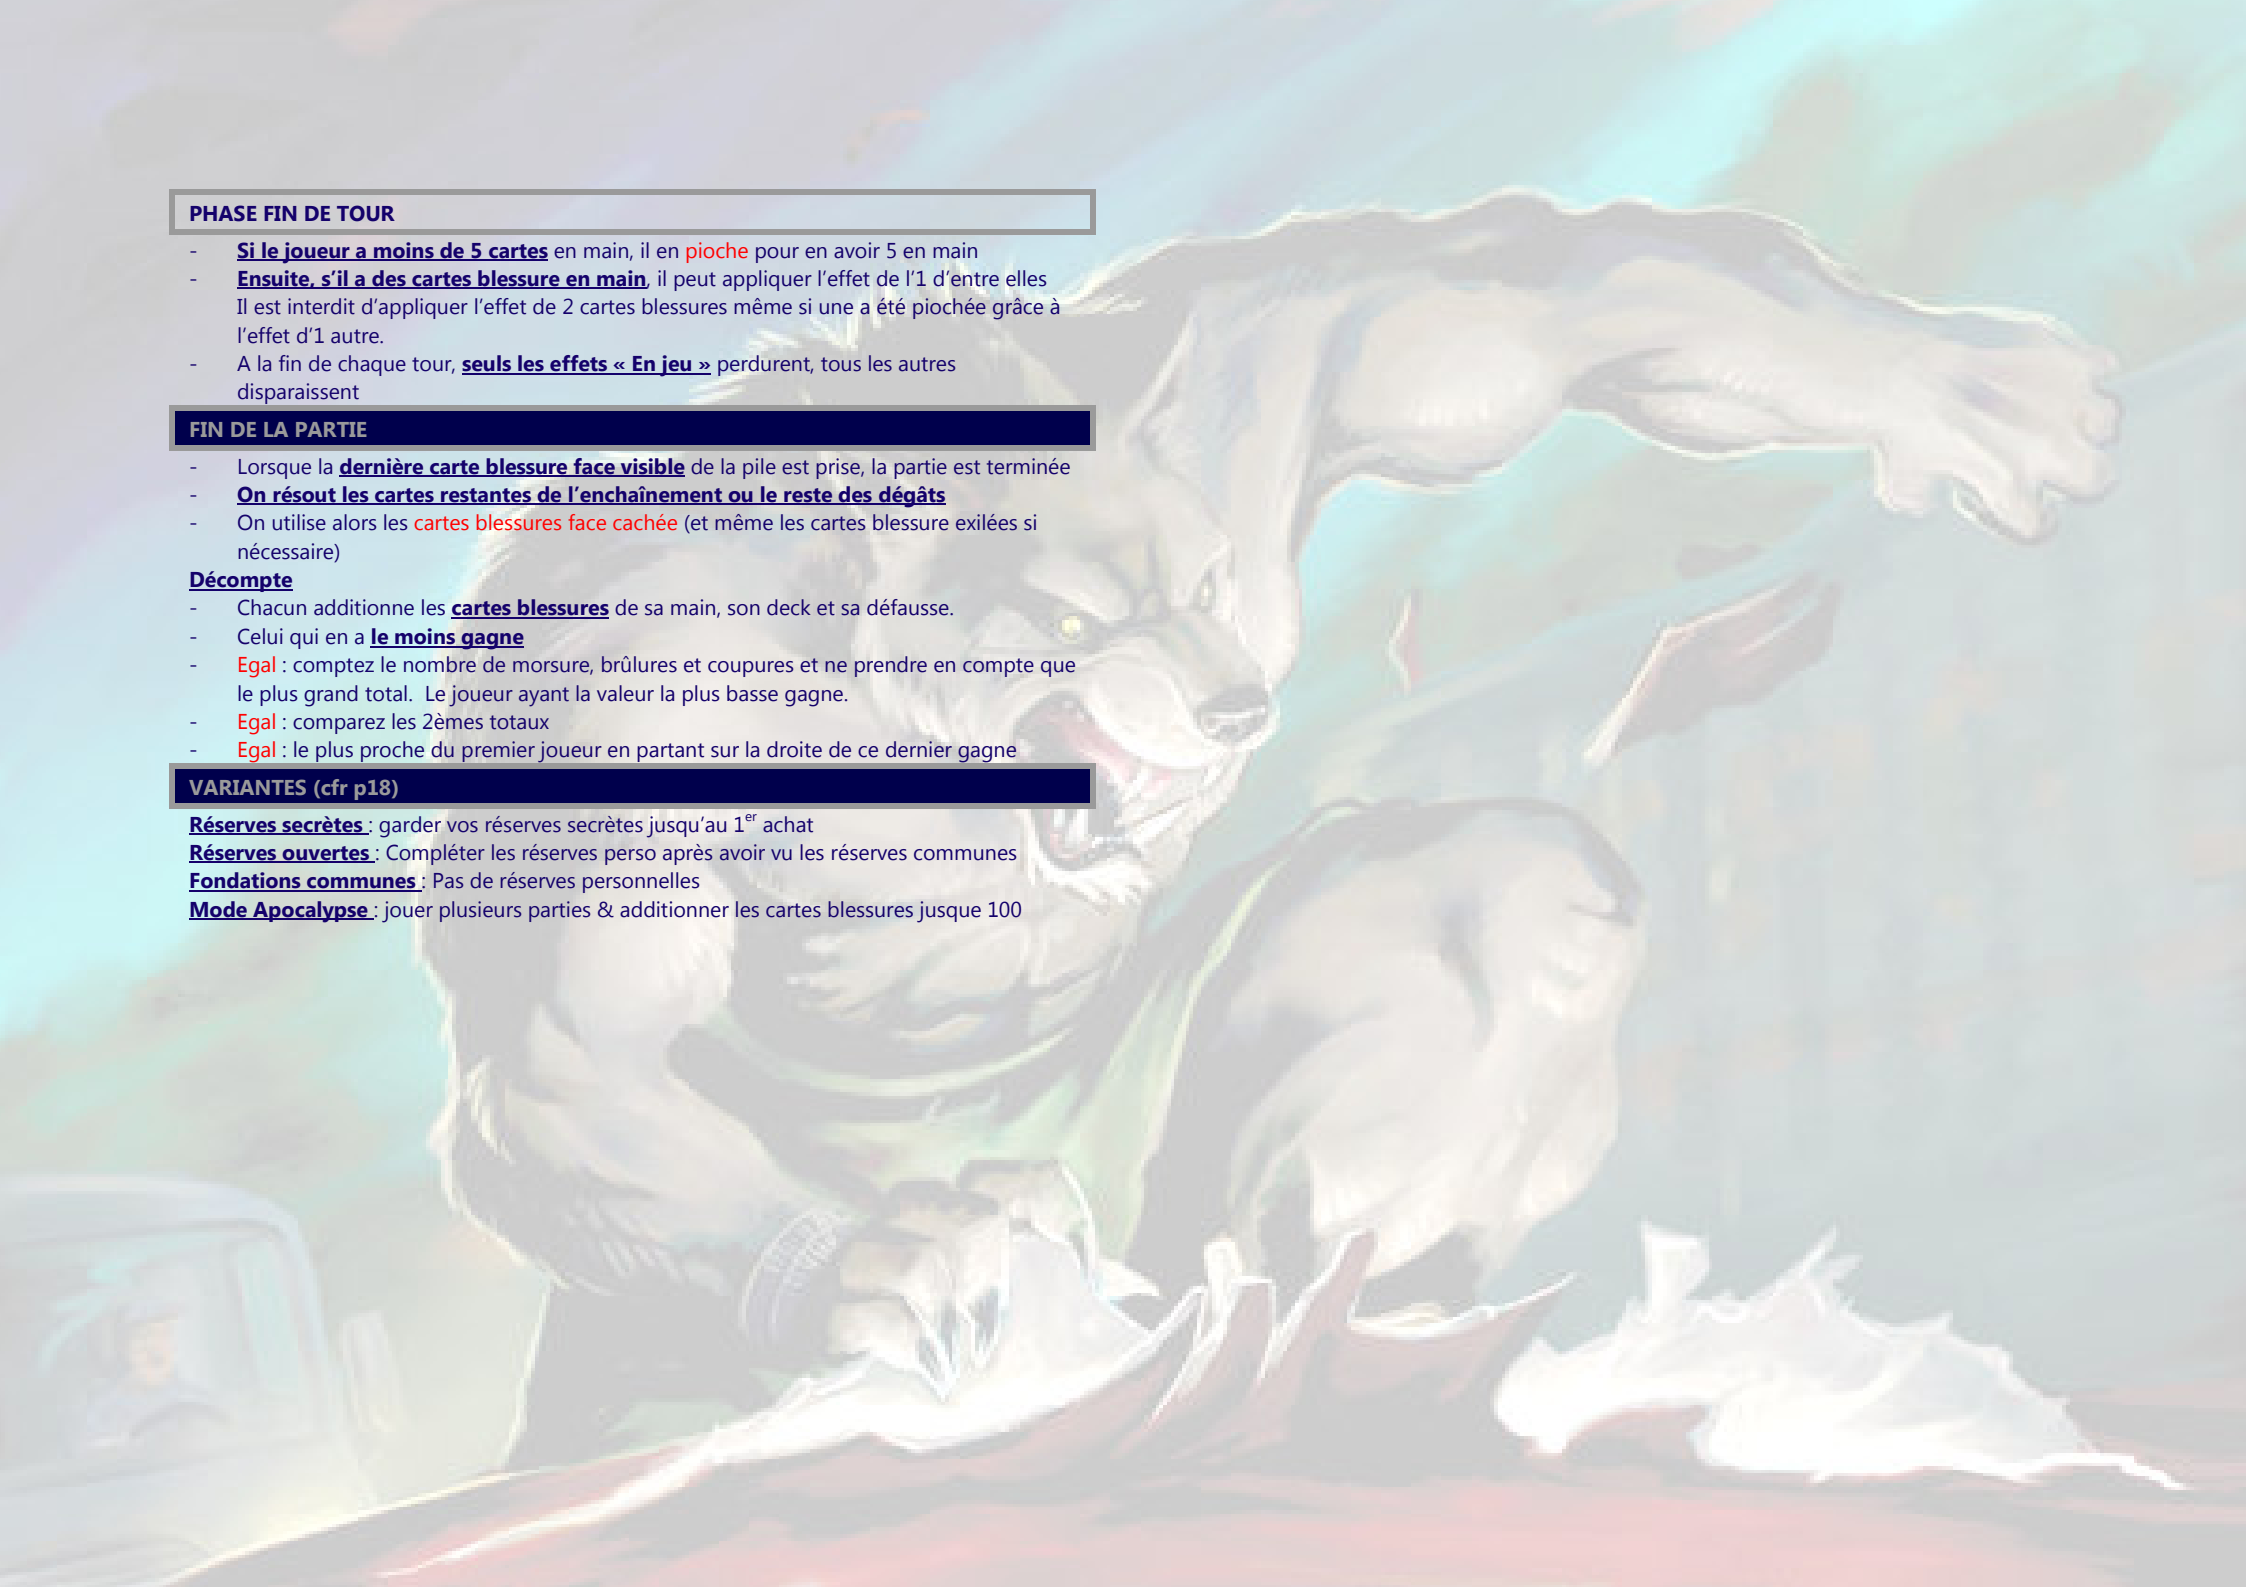 PHASE FIN DE TOUR
- Si le joueur a moins de 5 cartes en main, il en pioche pour en avoir 5 en main
- Ensuite, s’il a des cartes blessure en main, il peut appliquer l’effet de l’1 d’entre elles
Il est interdit d’appliquer l’effet de 2 cartes blessures même si une a été piochée grâce à
l’effet d’1 autre.
- A la fin de chaque tour, seuls les effets « En jeu » perdurent, tous les autres
disparaissent
FIN DE LA PARTIE
- Lorsque la dernière carte blessure face visible de la pile est prise, la partie est terminée
- On résout les cartes restantes de l’enchaînement ou le reste des dégâts
- On utilise alors les cartes blessures face cachée (et même les cartes blessure exilées si
nécessaire)
Décompte
- Chacun additionne les cartes blessures de sa main, son deck et sa défausse.
- Celui qui en a le moins gagne
- Egal : comptez le nombre de morsure, brûlures et coupures et ne prendre en compte que
le plus grand total. Le joueur ayant la valeur la plus basse gagne.
- Egal : comparez les 2èmes totaux
- Egal : le plus proche du premier joueur en partant sur la droite de ce dernier gagne
VARIANTES (cfr p18)
Réserves secrètes : garder vos réserves secrètes jusqu’au 1er achat
Réserves ouvertes : Compléter les réserves perso après avoir vu les réserves communes
Fondations communes : Pas de réserves personnelles
Mode Apocalypse : jouer plusieurs parties & additionner les cartes blessures jusque 100